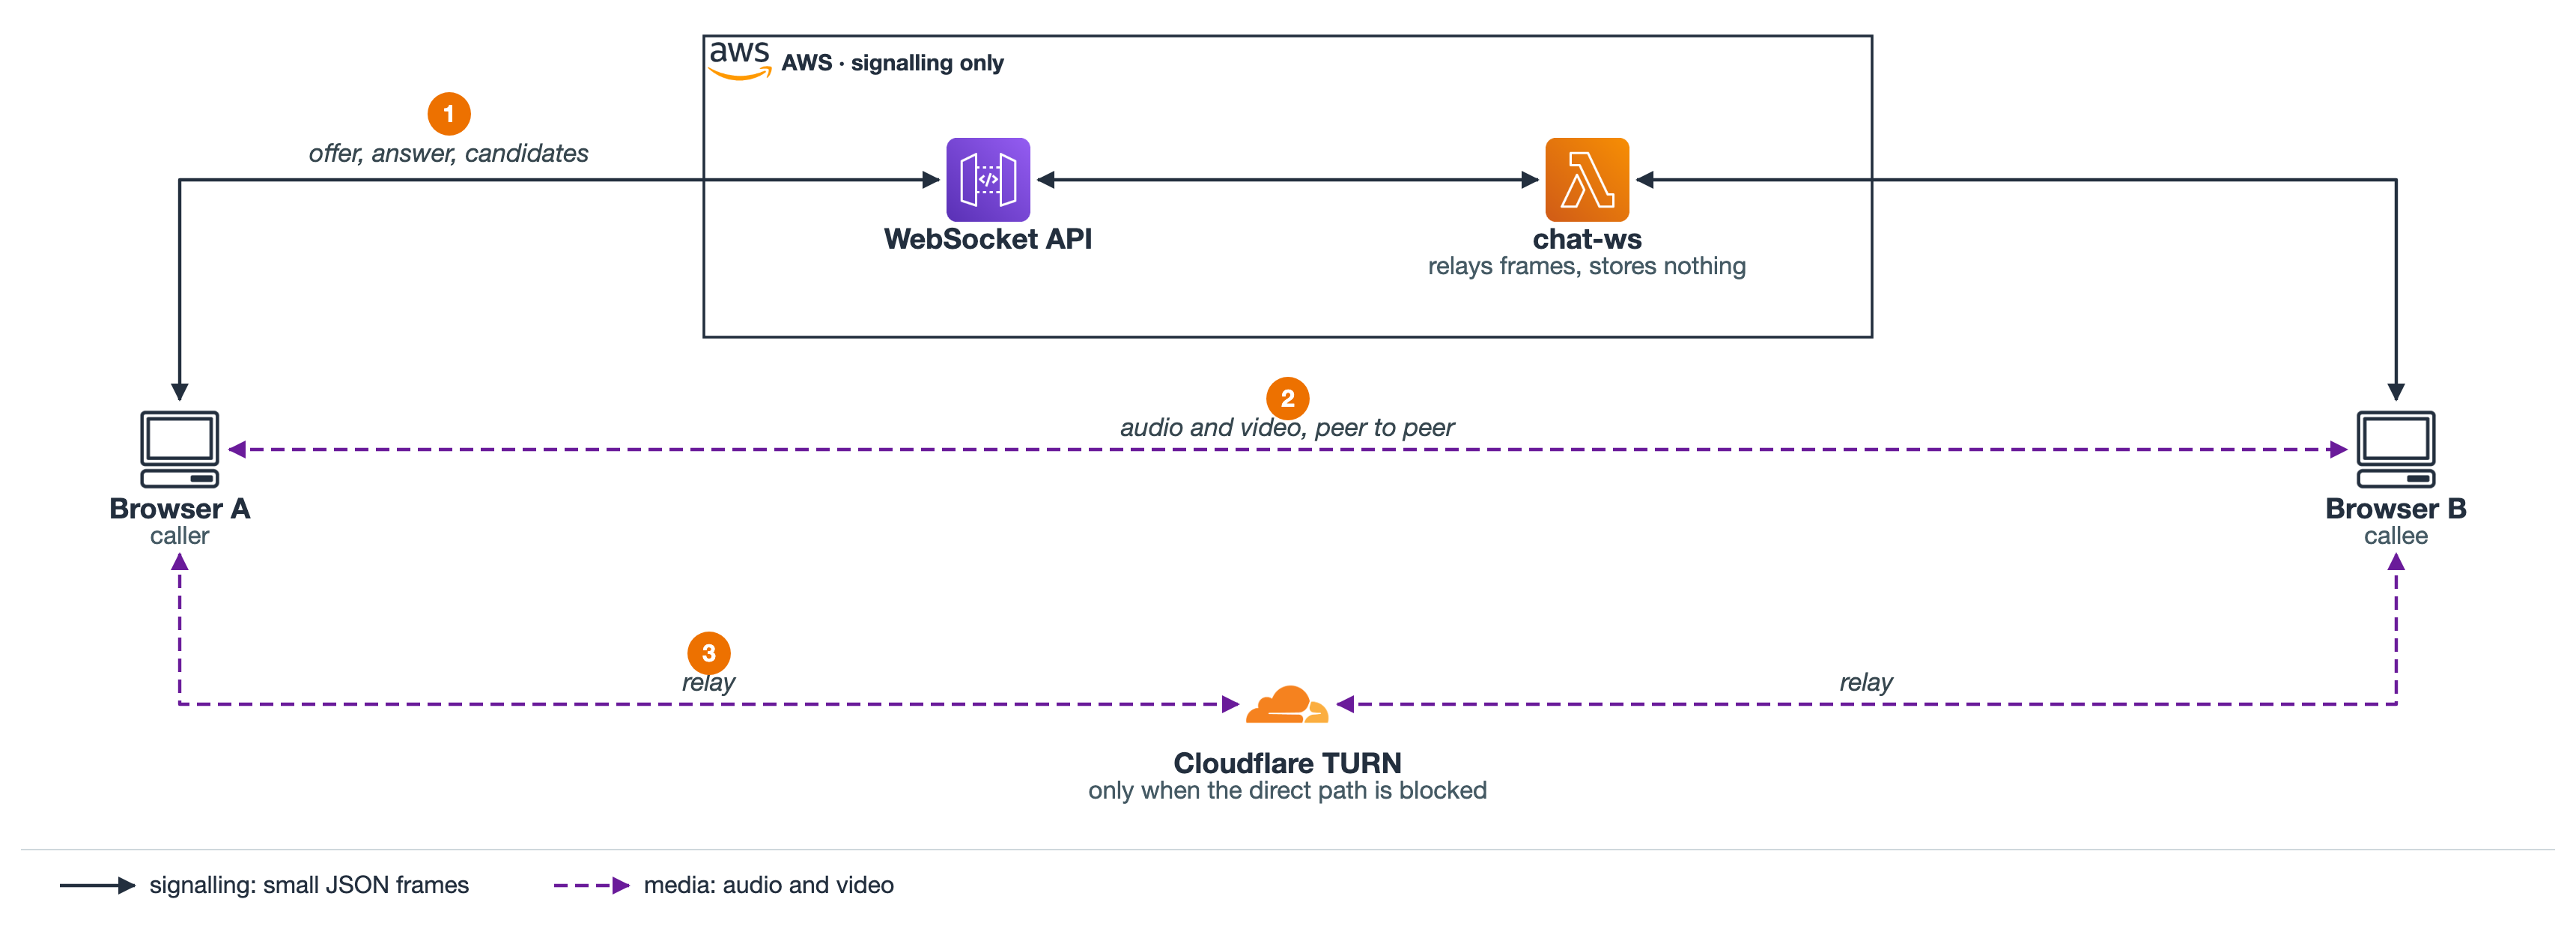 aws
AWS · signalling only
1
offer, answer, candidates
</>
WebSocket API
chat-ws
relays frames, stores nothing
2
audio and video, peer to peer
Browser A
caller
Browser B
callee
3
relay
relay
Cloudflare TURN
only when the direct path is blocked
signalling: small JSON frames
media: audio and video